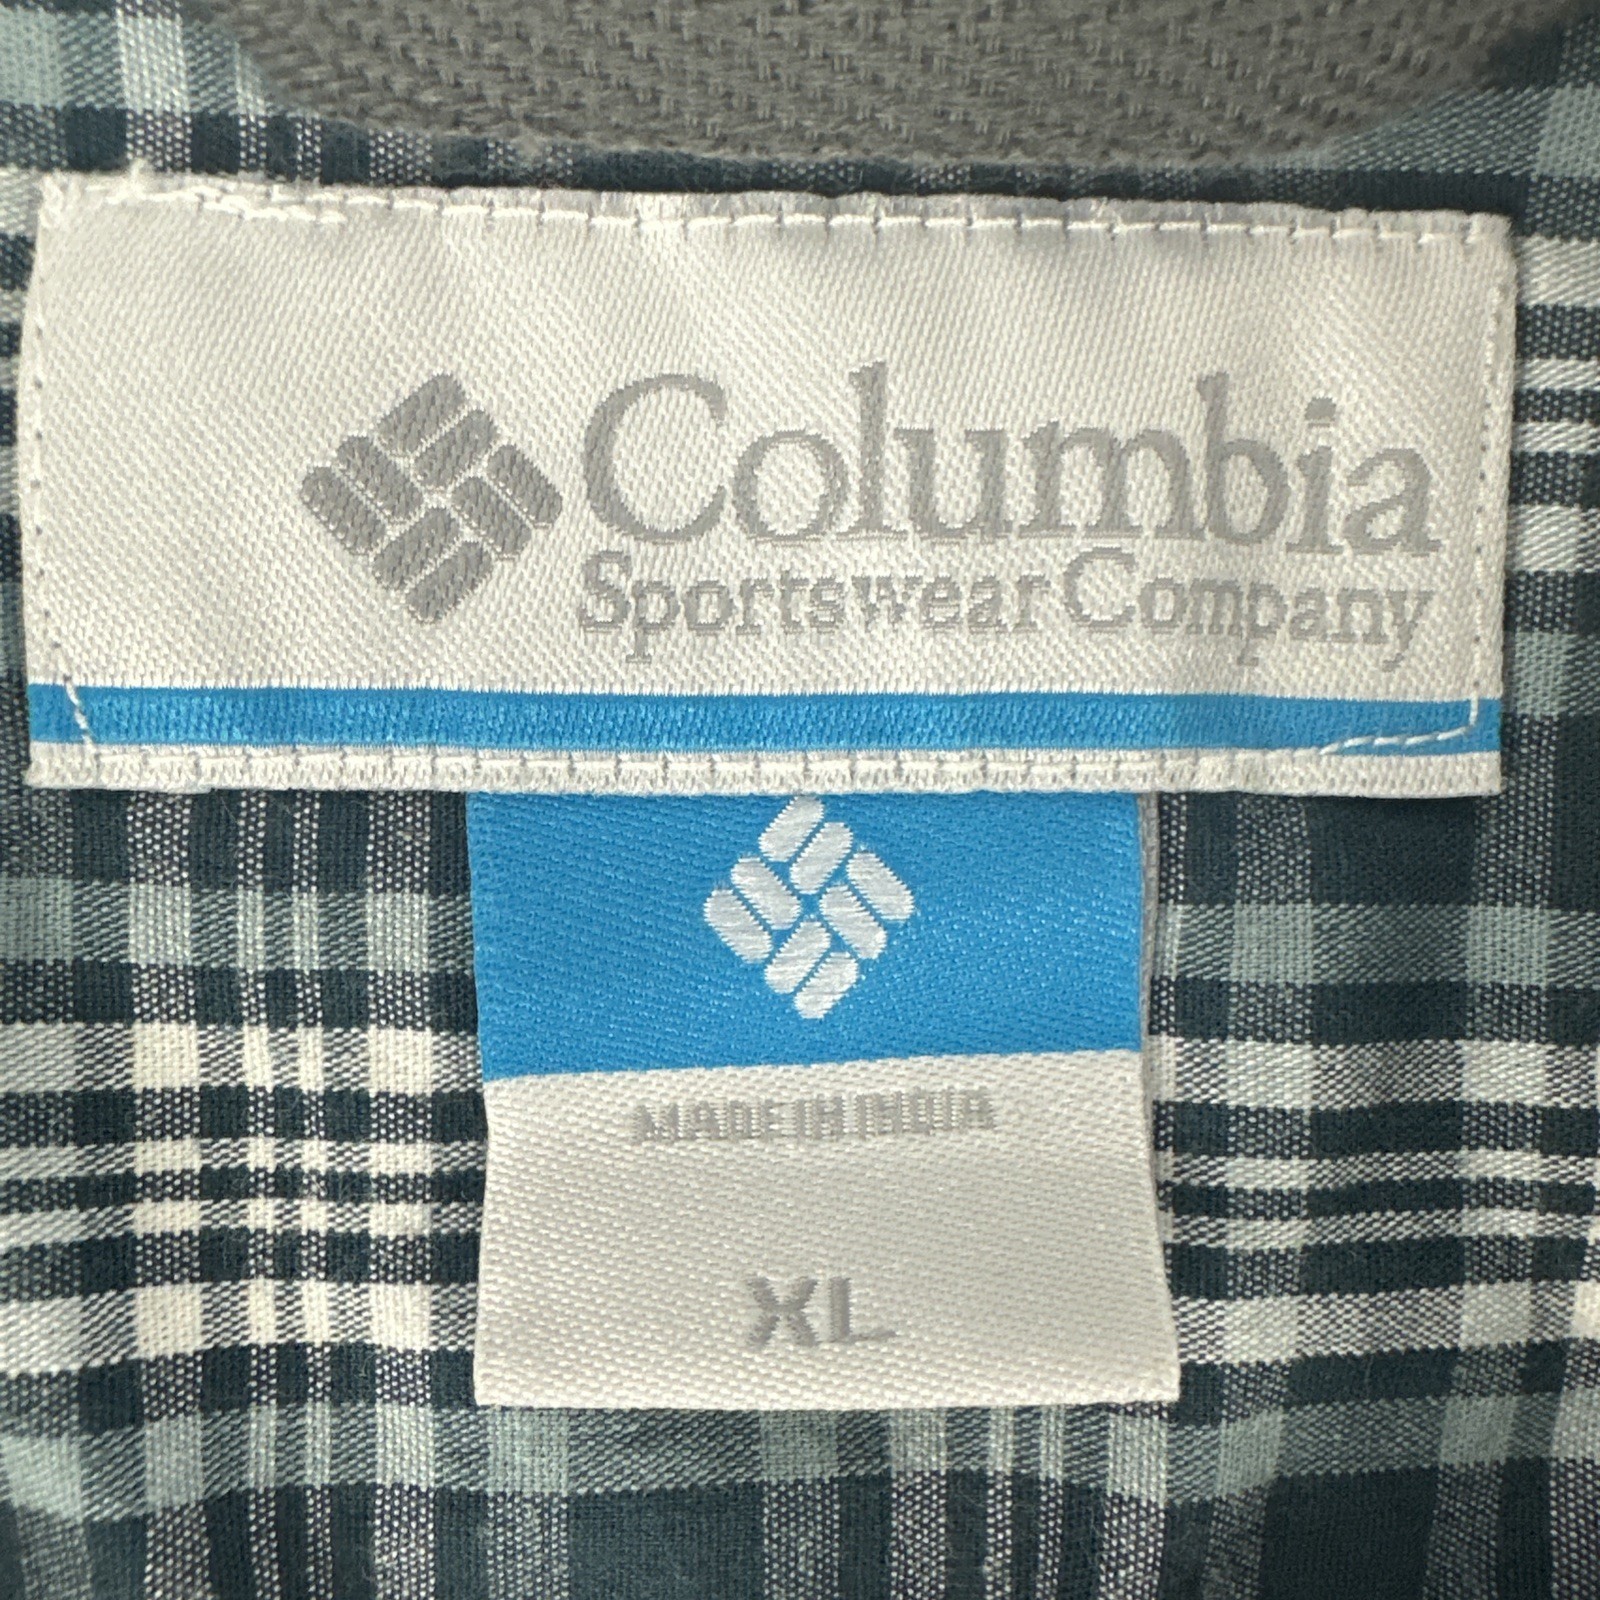 Columbia
Sportswear Company
MADE IN INDIA
XL